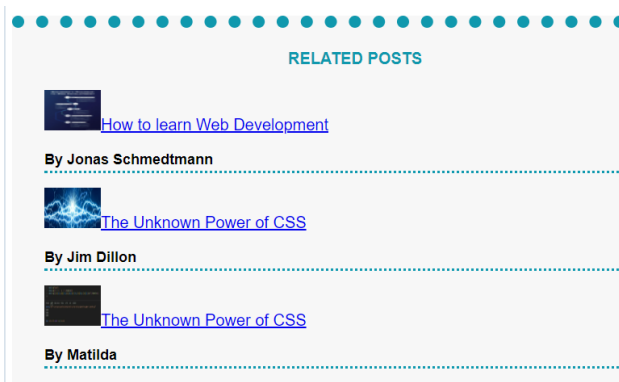 RELATED POSTS
How to learn Web Development
By Jonas Schmedtmann
The Unknown Power of CSS
By Jim Dillon
The Unknown Power of CSS
By Matilda